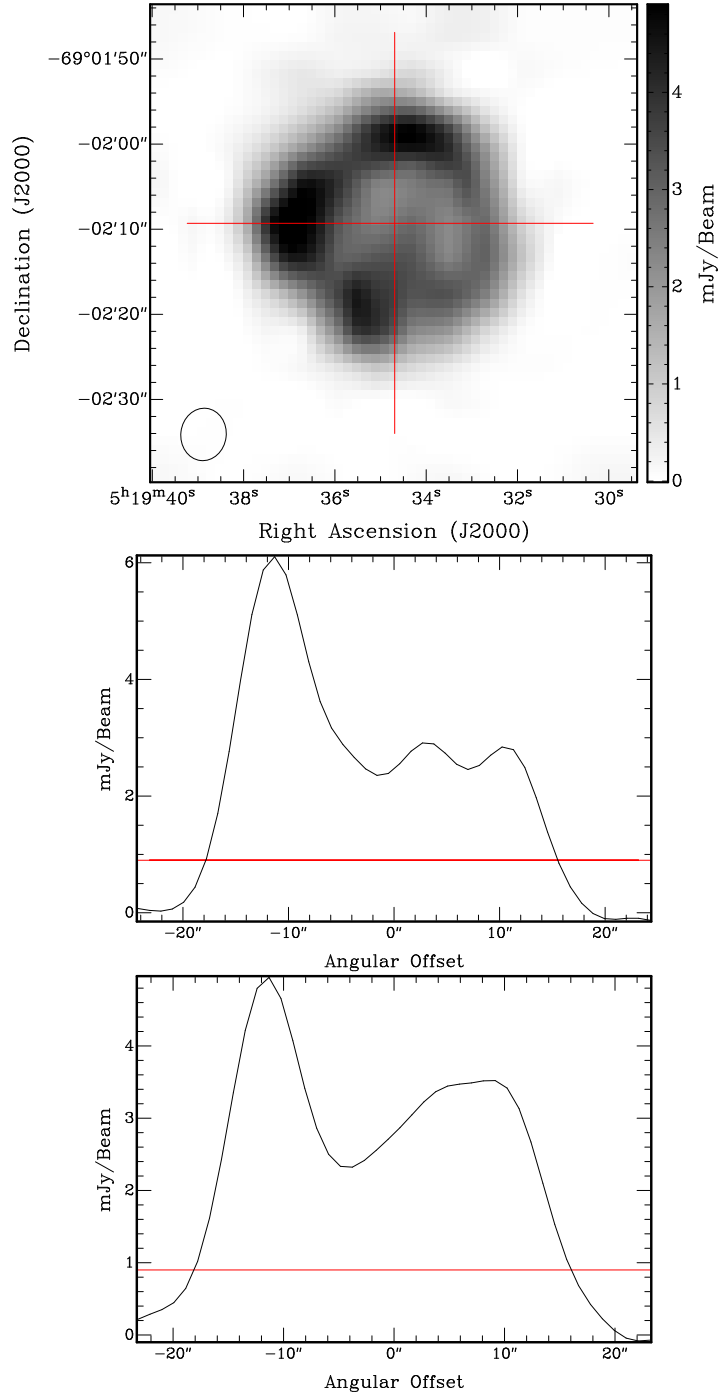 −69°01′50″
−02′00″
−02′10″
−02′20″
−02′30″
Declination (J2000)
5ʰ19ᵐ40ˢ 38ˢ 36ˢ 34ˢ 32ˢ 30ˢ
Right Ascension (J2000)
4
3
2
1
0
mJy/Beam
6
4
2
0
mJy/Beam
−20″ −10″ 0″ 10″ 20″
Angular Offset
4
3
2
1
0
mJy/Beam
−20″ −10″ 0″ 10″ 20″
Angular Offset